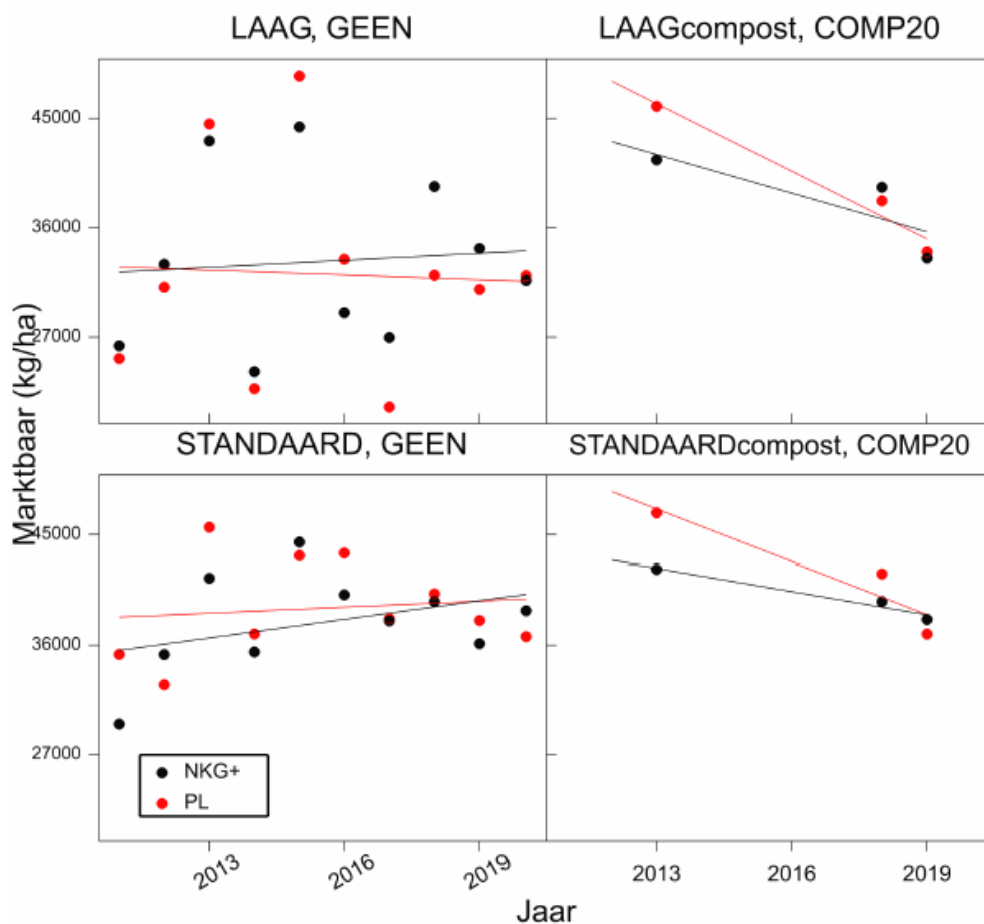 LAAG, GEEN
LAAGcompost, COMP20
45000
36000
27000
STANDAARD, GEEN
STANDAARDcompost, COMP20
Marktbaar (kg/ha)
45000
36000
27000
NKG+
PL
2013
2016
2019
2013
2016
2019
Jaar